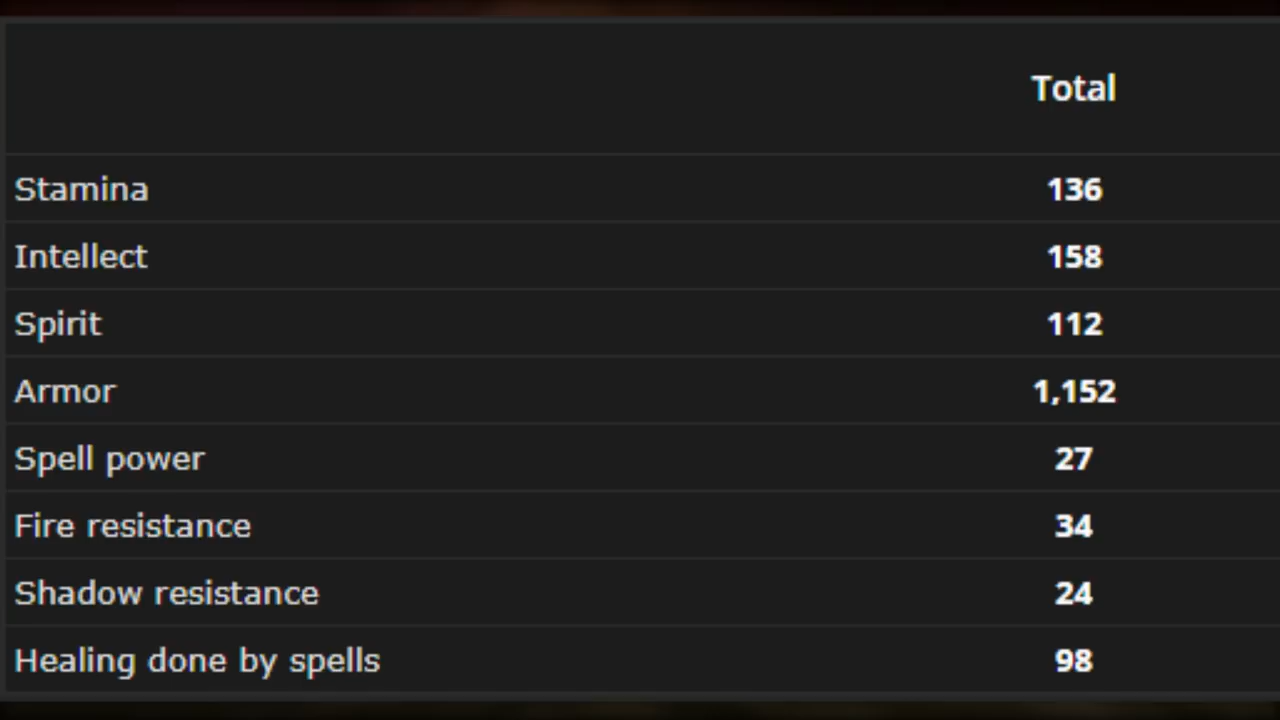 Total
Stamina 136
Intellect 158
Spirit 112
Armor 1,152
Spell power 27
Fire resistance 34
Shadow resistance 24
Healing done by spells 98